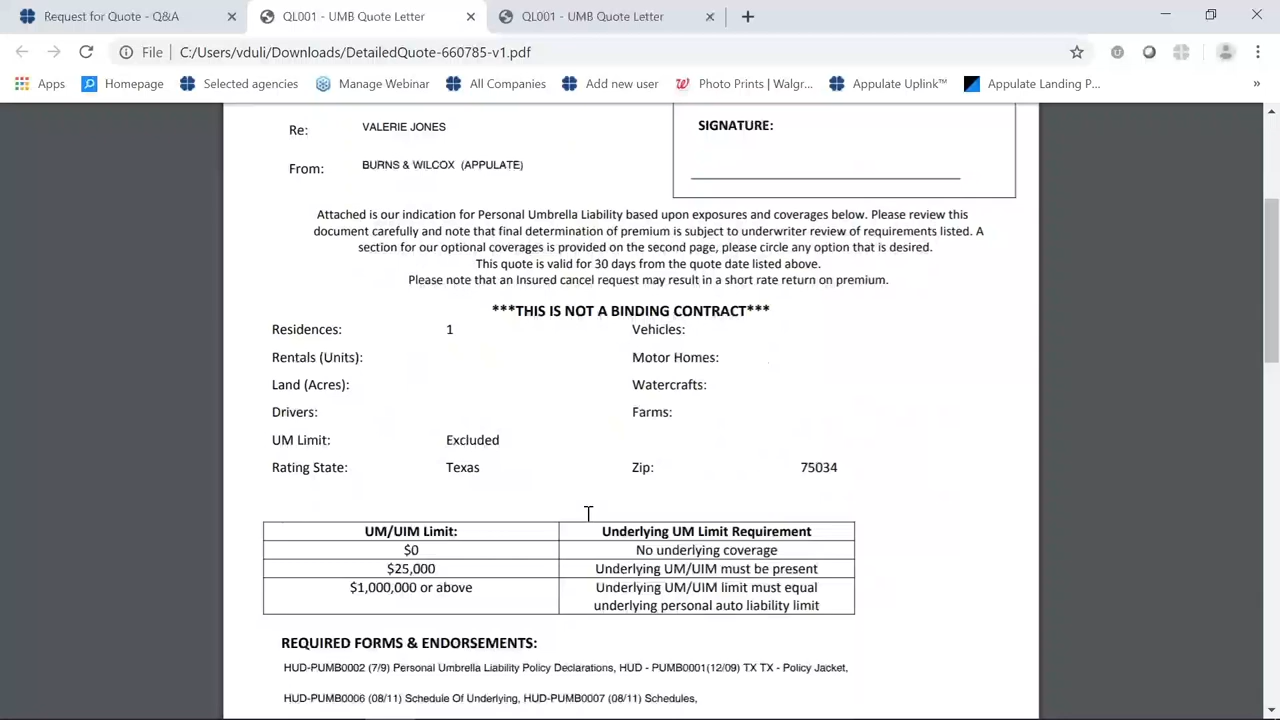 Request for Quote - Q&A
QL001 - UMB Quote Letter
QL001 - UMB Quote Letter
File C:/Users/vduli/Downloads/DetailedQuote-660785-v1.pdf
Apps Homepage Selected agencies Manage Webinar All Companies Add new user Photo Prints | Walgr... Appulate Uplink™ Appulate Landing P... »
Re: VALERIE JONES
SIGNATURE:
From: BURNS & WILCOX (APPULATE)
Attached is our indication for Personal Umbrella Liability based upon exposures and coverages below. Please review this
document carefully and note that final determination of premium is subject to underwriter review of requirements listed. A
section for our optional coverages is provided on the second page, please circle any option that is desired.
This quote is valid for 30 days from the quote date listed above.
Please note that an Insured cancel request may result in a short rate return on premium.
***THIS IS NOT A BINDING CONTRACT***
Residences: 1 Vehicles:
Rentals (Units): Motor Homes:
Land (Acres): Watercrafts:
Drivers: Farms:
UM Limit: Excluded
Rating State: Texas Zip: 75034
UM/UIM Limit: Underlying UM Limit Requirement
$0 No underlying coverage
$25,000 Underlying UM/UIM must be present
$1,000,000 or above Underlying UM/UIM limit must equal
underlying personal auto liability limit
REQUIRED FORMS & ENDORSEMENTS:
HUD-PUMB0002 (7/9) Personal Umbrella Liability Policy Declarations, HUD - PUMB0001(12/09) TX TX - Policy Jacket,
HUD-PUMB0006 (08/11) Schedule Of Underlying, HUD-PUMB0007 (08/11) Schedules,